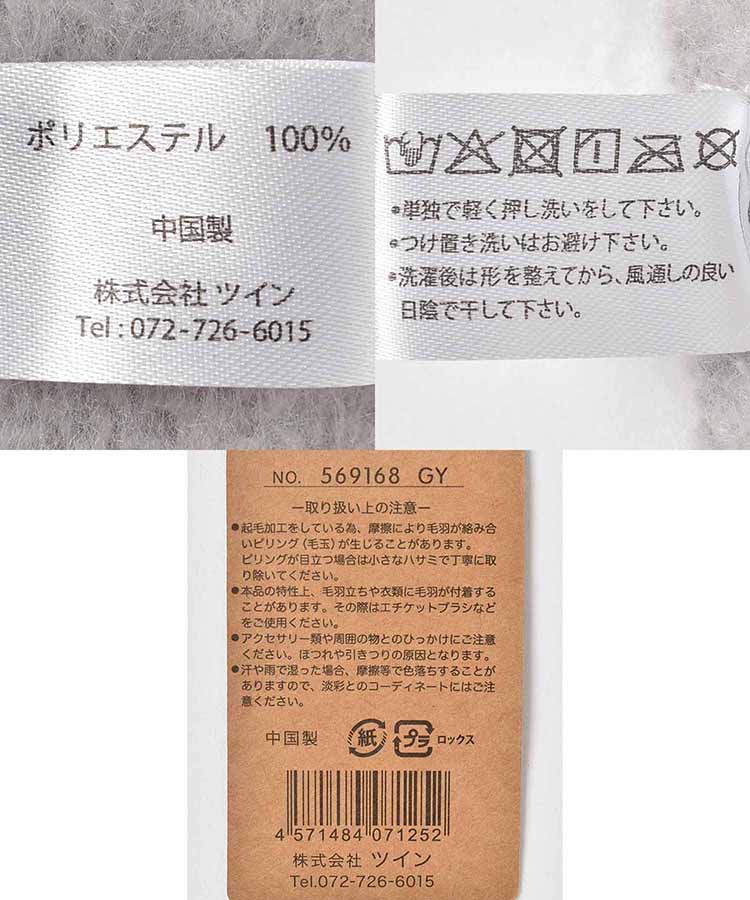 ポリエステル 100%
中国製
株式会社 ツイン
Tel : 072-726-6015
•単独で軽く押し洗いをして下さい。
•つけ置き洗いはお避け下さい。
•洗濯後は形を整えてから、風通しの良い
日陰で干して下さい。
NO. 569168 GY
ー取り扱い上の注意ー
●起毛加工をしている為、摩擦により毛羽が絡み合
いピリング（毛玉）が生じることがあります。
ピリングが目立つ場合は小さなハサミで丁寧に取
り除いてください。
●本品の特性上、毛羽立ちや衣類に毛羽が付着する
ことがあります。その際はエチケットブラシなど
をご使用ください。
●アクセサリー類や周囲の物とのひっかけにご注意
ください。ほつれや引きつりの原因となります。
●汗や雨で湿った場合、摩擦等で色落ちすることが
ありますので、淡彩とのコーディネートにはご注
意ください。
中国製 紙 プラ ロックス
4 571484 071252
株式会社 ツイン
Tel.072-726-6015